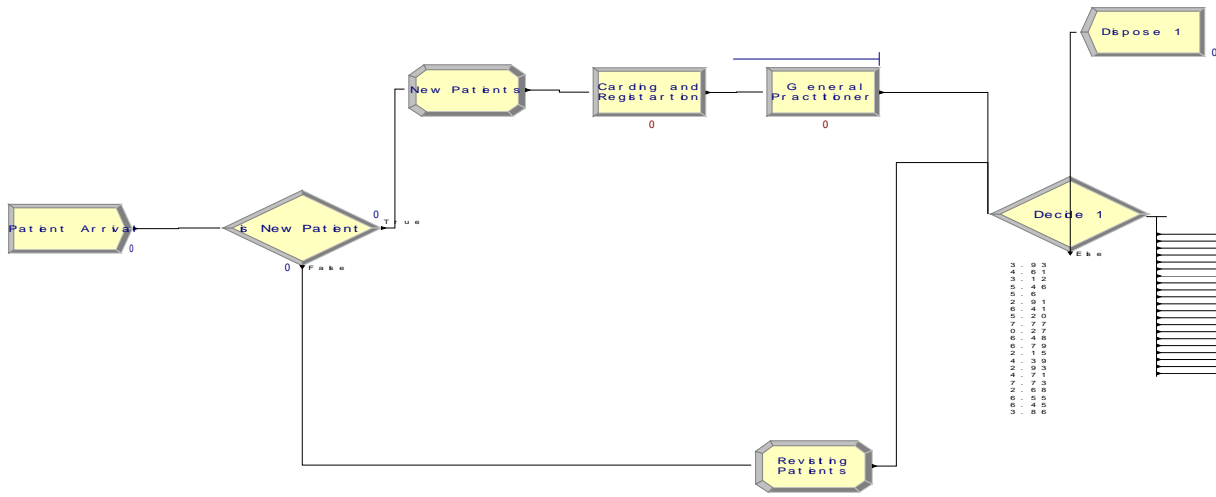 Dispose 1
0
New Patients
Carding and
Registartion
0
General
Practitioner
0
Patient Arrival
0
Is New Patient
0
True
0
False
Decide 1
Else
3.93
4.61
3.12
5.46
5.6
2.91
6.41
5.20
7.77
0.27
6.48
6.79
2.15
4.39
2.93
4.71
7.73
2.68
6.55
6.45
3.86
Revisting
Patients